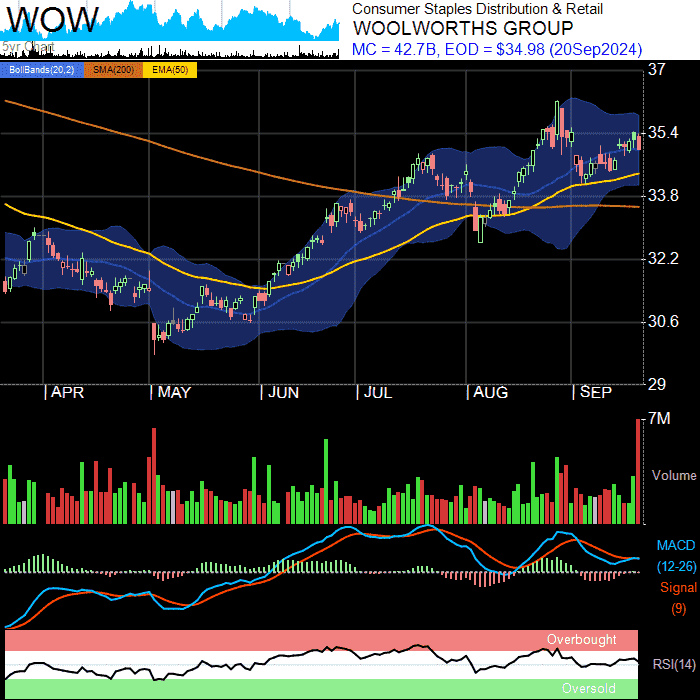 WOW
5yr Chart
Consumer Staples Distribution & Retail
WOOLWORTHS GROUP
MC = 42.7B, EOD = $34.98 (20Sep2024)
BollBands(20,2) SMA(200) EMA(50)
37
35.4
33.8
32.2
30.6
29
APR MAY JUN JUL AUG SEP
7M
Volume
MACD
(12-26)
Signal
(9)
Overbought
RSI(14)
Oversold